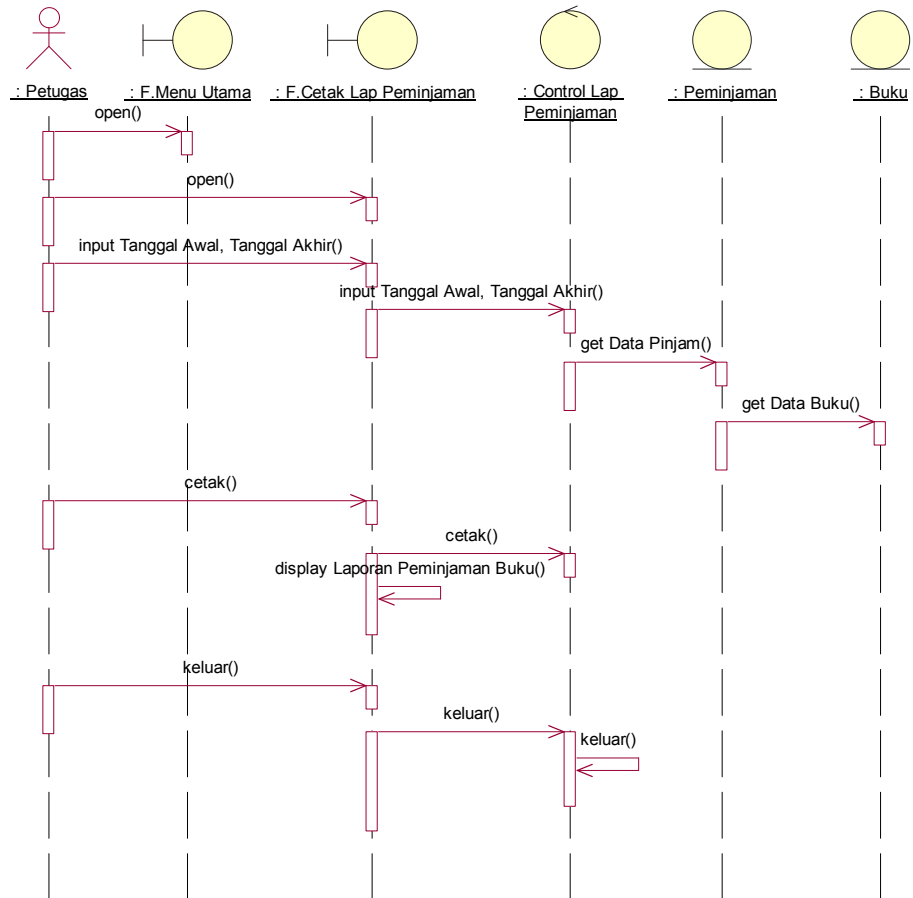 : Petugas
: F.Menu Utama
: F.Cetak Lap Peminjaman
: Control Lap
Peminjaman
: Peminjaman
: Buku
open()
open()
input Tanggal Awal, Tanggal Akhir()
input Tanggal Awal, Tanggal Akhir()
get Data Pinjam()
get Data Buku()
cetak()
cetak()
display Laporan Peminjaman Buku()
keluar()
keluar()
keluar()